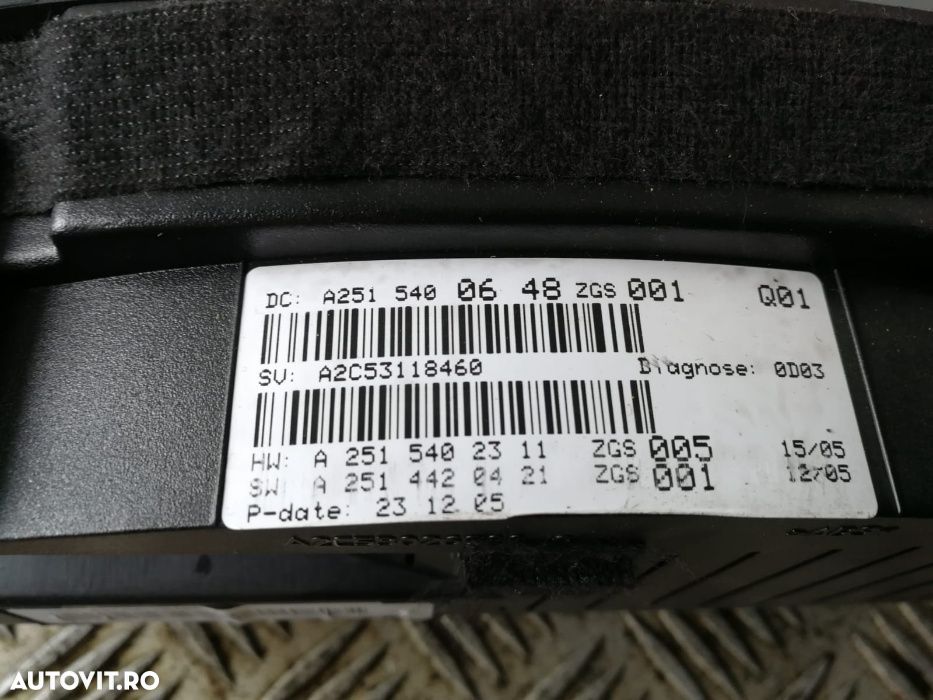 DC: A251 540 06 48 ZGS 001 Q01
SV: A2C53118460 Diagnose: 0D03
HW: A 251 540 23 11 ZGS 005 15/05
SW A 251 442 04 21 ZGS 001 12/05
P-date: 23 12 05
AUTOVIT.RO